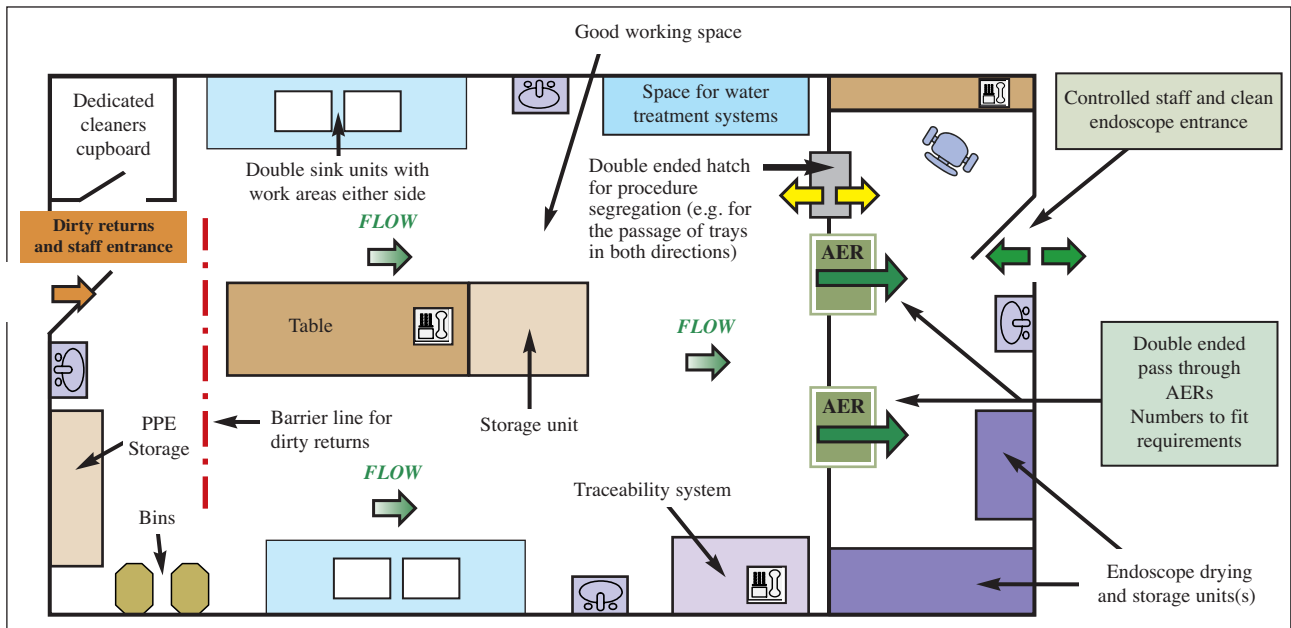 Good working space
Dedicated
cleaners
cupboard
Space for water
treatment systems
Controlled staff and clean
endoscope entrance
Double sink units with
work areas either side
Double ended hatch
for procedure
segregation (e.g. for
the passage of trays
in both directions)
Dirty returns
and staff entrance
FLOW
AER
Table
FLOW
Double ended
pass through
AERs
Numbers to fit
requirements
AER
PPE
Storage
Barrier line for
dirty returns
Storage unit
FLOW
Traceability system
Bins
Endoscope drying
and storage units(s)